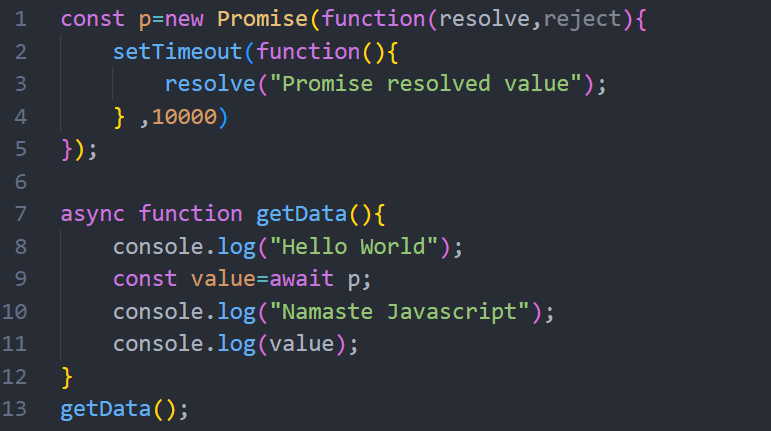 1 const p=new Promise(function(resolve,reject){
2     setTimeout(function(){
3         resolve("Promise resolved value");
4     } ,10000)
5 });
6
7 async function getData(){
8     console.log("Hello World");
9     const value=await p;
10     console.log("Namaste Javascript");
11     console.log(value);
12 }
13 getData();